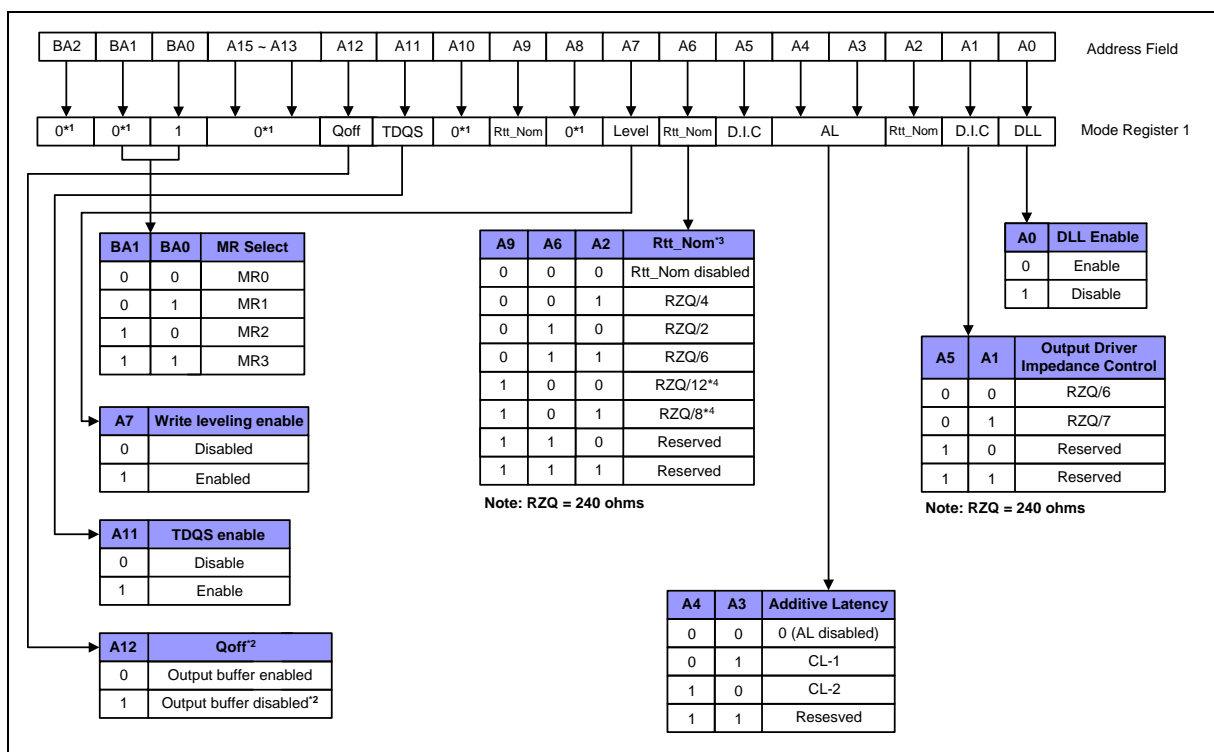 BA2 BA1 BA0 A15 ~ A13 A12 A11 A10 A9 A8 A7 A6 A5 A4 A3 A2 A1 A0 Address Field
0*1 0*1 1 0*1 Qoff TDQS 0*1 Rtt_Nom 0*1 Level Rtt_Nom D.I.C AL Rtt_Nom D.I.C DLL Mode Register 1
BA1 BA0 MR Select
0 0 MR0
0 1 MR1
1 0 MR2
1 1 MR3
A7 Write leveling enable
0 Disabled
1 Enabled
A11 TDQS enable
0 Disable
1 Enable
A12 Qoff*2
0 Output buffer enabled
1 Output buffer disabled*2
A9 A6 A2 Rtt_Nom*3
0 0 0 Rtt_Nom disabled
0 0 1 RZQ/4
0 1 0 RZQ/2
0 1 1 RZQ/6
1 0 0 RZQ/12*4
1 0 1 RZQ/8*4
1 1 0 Reserved
1 1 1 Reserved
Note: RZQ = 240 ohms
A4 A3 Additive Latency
0 0 0 (AL disabled)
0 1 CL-1
1 0 CL-2
1 1 Resesved
A0 DLL Enable
0 Enable
1 Disable
A5 A1 Output Driver
Impedance Control
0 0 RZQ/6
0 1 RZQ/7
1 0 Reserved
1 1 Reserved
Note: RZQ = 240 ohms